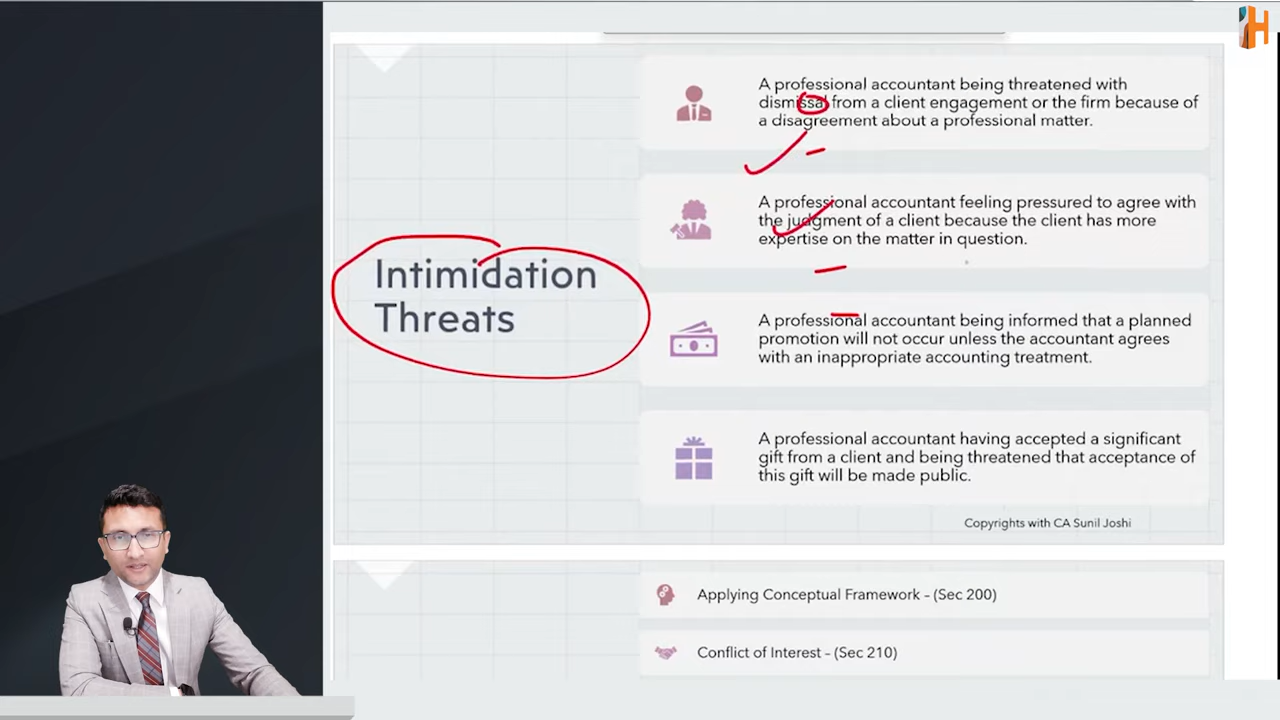 H
A professional accountant being threatened with
dismissal from a client engagement or the firm because of
a disagreement about a professional matter.
A professional accountant feeling pressured to agree with
the judgment of a client because the client has more
expertise on the matter in question.
Intimidation
Threats
A professional accountant being informed that a planned
promotion will not occur unless the accountant agrees
with an inappropriate accounting treatment.
A professional accountant having accepted a significant
gift from a client and being threatened that acceptance of
this gift will be made public.
Copyrights with CA Sunil Joshi
Applying Conceptual Framework - (Sec 200)
Conflict of Interest - (Sec 210)